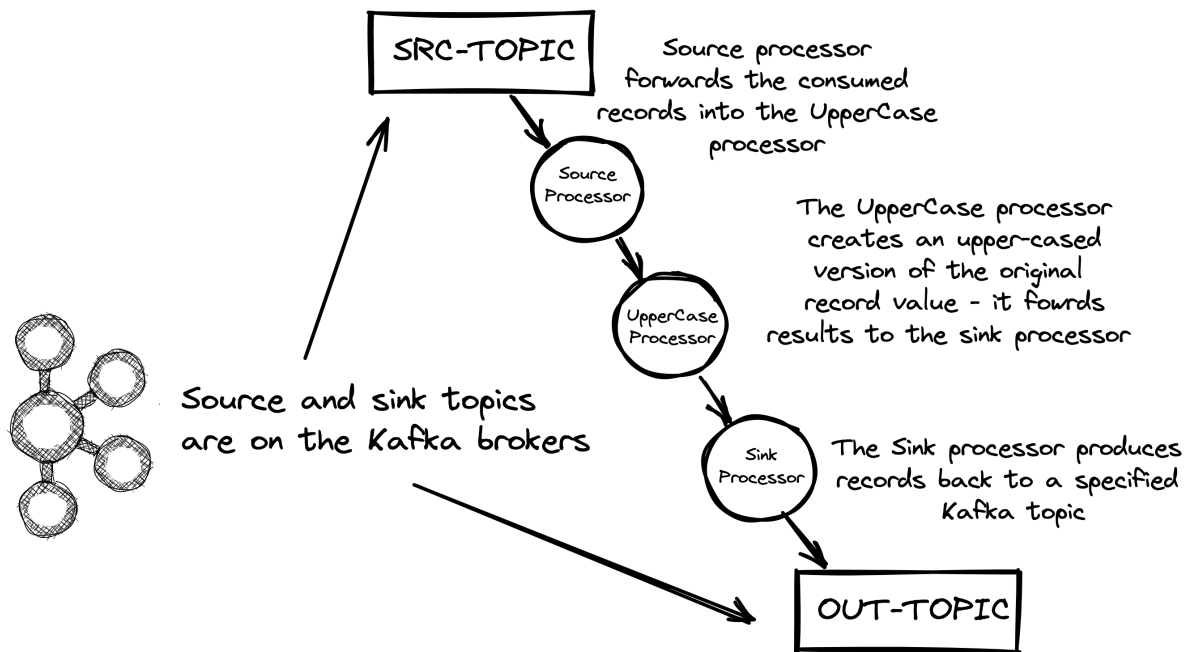 SRC-TOPIC
Source processor
forwards the consumed
records into the UpperCase
processor
Source
Processor
The UpperCase processor
creates an upper-cased
version of the original
record value - it fowrds
results to the sink processor
UpperCase
Processor
Source and sink topics
are on the Kafka brokers
Sink
Processor
The Sink processor produces
records back to a specified
Kafka topic
OUT-TOPIC